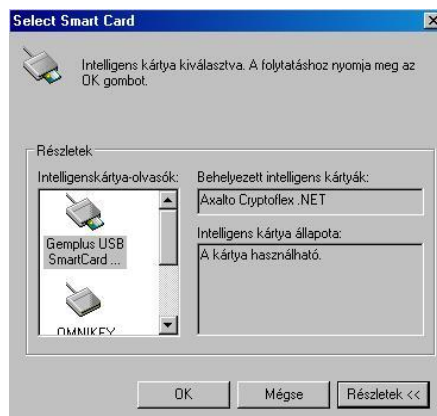 Select Smart Card
Intelligens kártya kiválasztva. A folytatáshoz nyomja meg az
OK gombot.
Részletek
Intelligenskártya-olvasók:
Gemplus USB
SmartCard ...
OMNIKEY
Behelyezett intelligens kártyák:
Axalto Cryptoflex .NET
Intelligens kártya állapota:
A kártya használható.
OK
Mégse
Részletek <<